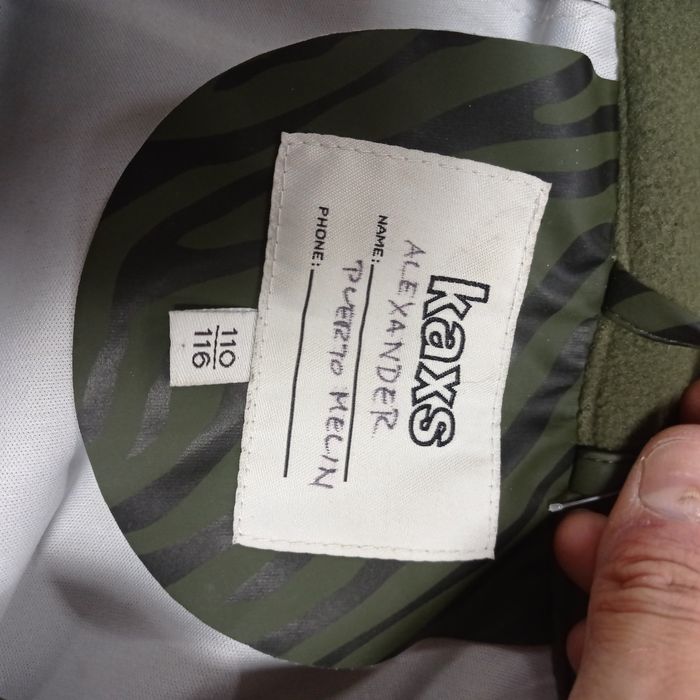 kaxs
ALEXANDER
NAME:
PUERTO MELIN
PHONE:
110
116